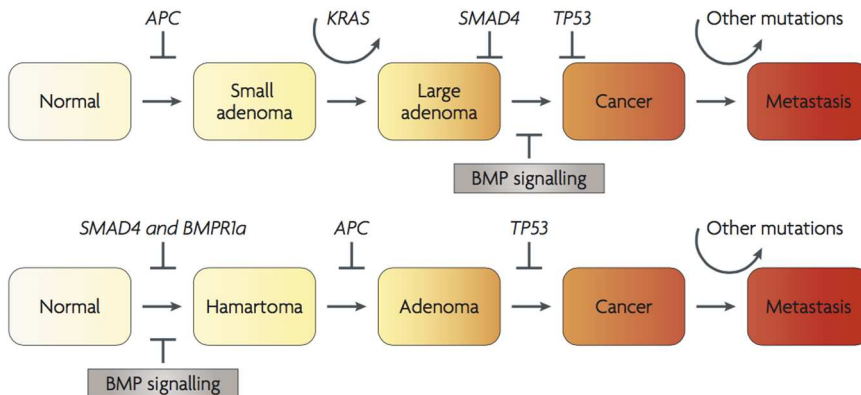 APC KRAS SMAD4 TP53 Other mutations
Normal
Small
adenoma
Large
adenoma
Cancer
Metastasis
BMP signalling
SMAD4 and BMPR1a APC TP53 Other mutations
Normal
Hamartoma
Adenoma
Cancer
Metastasis
BMP signalling